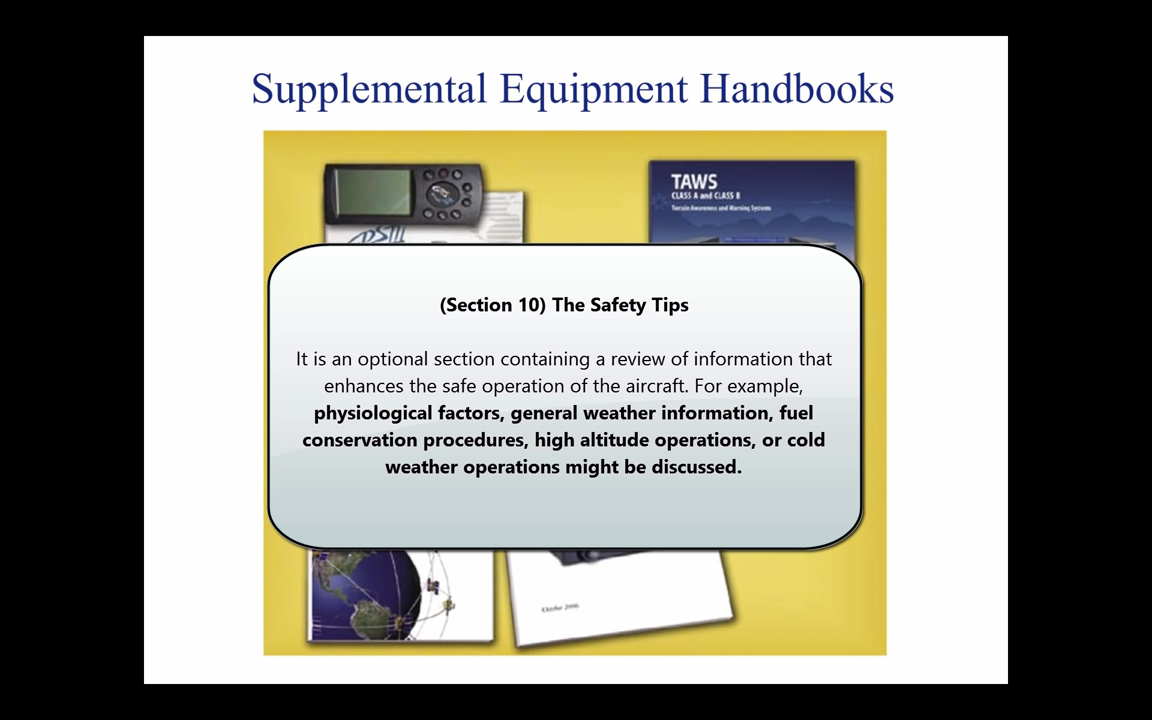 Supplemental Equipment Handbooks
TAWS
CLASS A and CLASS B
Terrain Awareness and Warning Systems
(Section 10) The Safety Tips
It is an optional section containing a review of information that
enhances the safe operation of the aircraft. For example,
physiological factors, general weather information, fuel
conservation procedures, high altitude operations, or cold
weather operations might be discussed.
October 2006